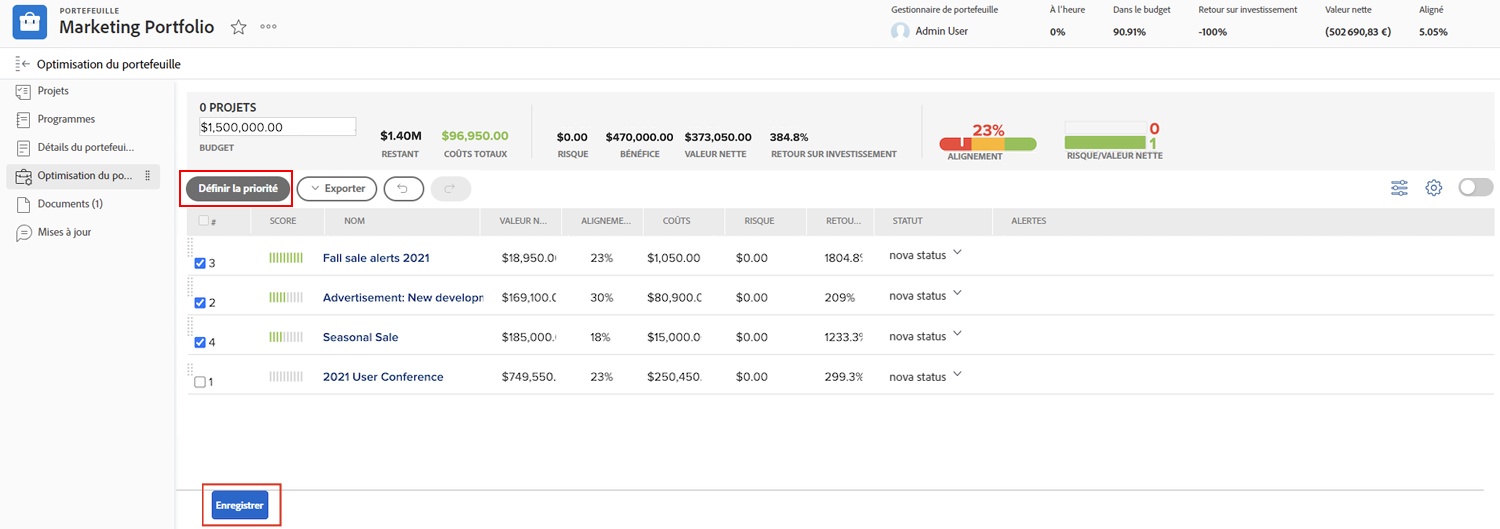 PORTEFEUILLE
Marketing Portfolio
Gestionnaire de portefeuille
Admin User
À l'heure
0%
Dans le budget
90.91%
Retour sur investissement
-100%
Valeur nette
(502 690,83 €)
Aligné
5.05%
Optimisation du portefeuille
Projets
Programmes
Détails du portefeui...
Optimisation du po...
Documents (1)
Mises à jour
0 PROJETS
$1,500,000.00
BUDGET
$1.40M
RESTANT
$96,950.00
COÛTS TOTAUX
$0.00
RISQUE
$470,000.00
BÉNÉFICE
$373,050.00
VALEUR NETTE
384.8%
RETOUR SUR INVESTISSEMENT
23%
ALIGNEMENT
0
1
RISQUE/VALEUR NETTE
Définir la priorité
Exporter
# SCORE NOM VALEUR N... ALIGNEME... COÛTS RISQUE RETOU... STATUT ALERTES
3 Fall sale alerts 2021 $18,950.0 23% $1,050.00 $0.00 1804.8% nova status
2 Advertisement: New developm $169,100.0 30% $80,900.0 $0.00 209% nova status
4 Seasonal Sale $185,000. 18% $15,000.0 $0.00 1233.3% nova status
1 2021 User Conference $749,550. 23% $250,450. $0.00 299.3% nova status
Enregistrer